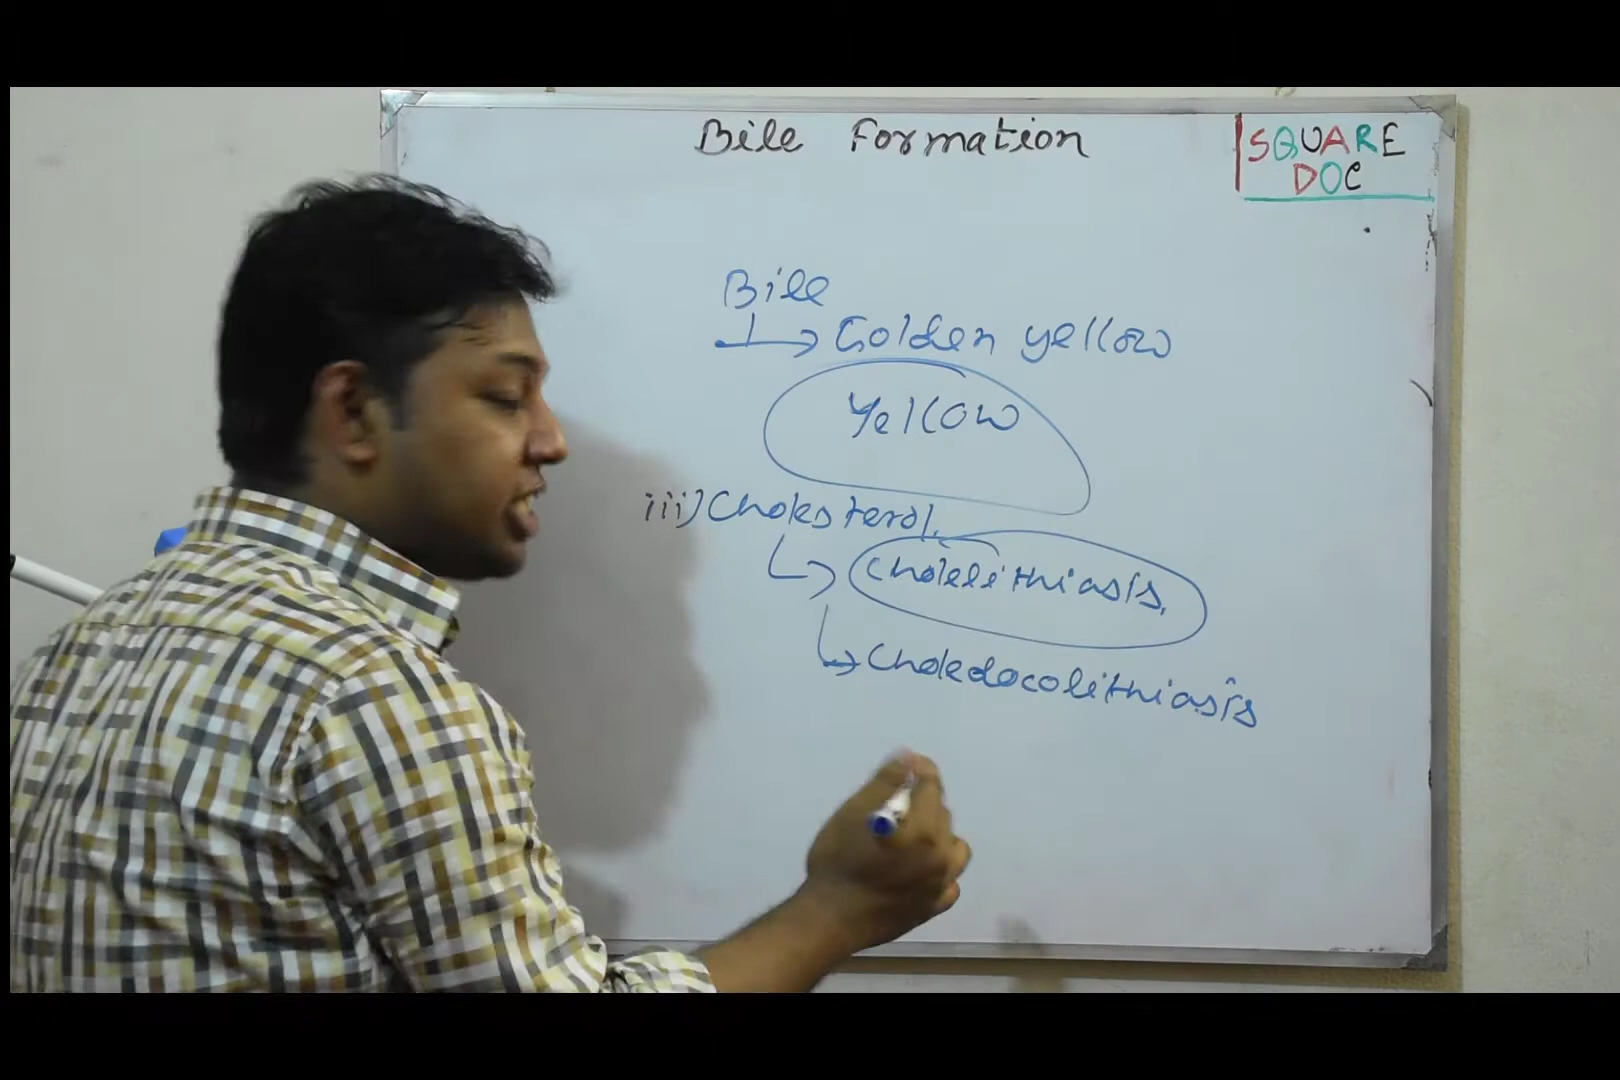 Bile Formation
SQUARE
DOC
Bile
→ Golden yellow
Yellow
iii) Cholesterol.
→ Cholelithiasis,
→ Choledocolithiasis